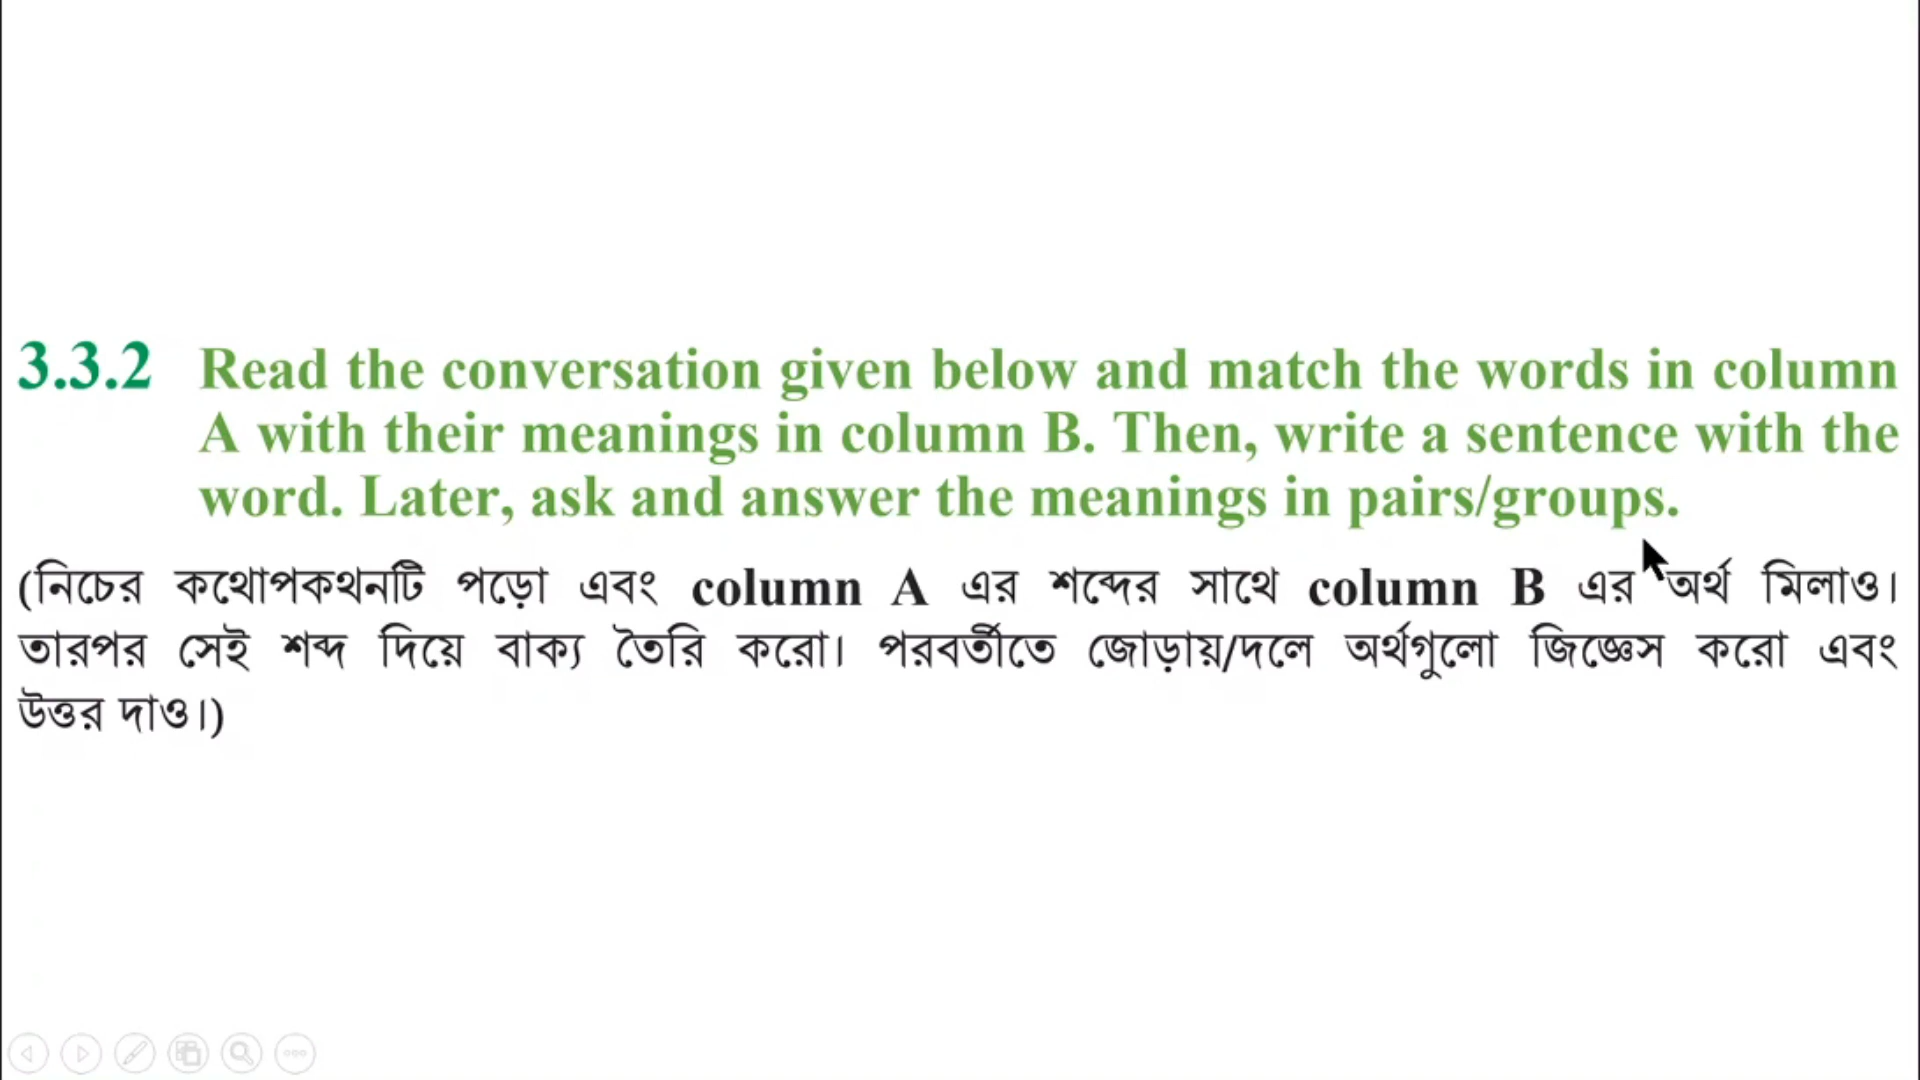 3.3.2 Read the conversation given below and match the words in column
A with their meanings in column B. Then, write a sentence with the
word. Later, ask and answer the meanings in pairs/groups.
(নিচের কথোপকথনটি পড়ো এবং column A এর শব্দের সাথে column B এর অর্থ মিলাও।
তারপর সেই শব্দ দিয়ে বাক্য তৈরি করো। পরবর্তীতে জোড়ায়/দলে অর্থগুলো জিজ্ঞেস করো এবং
উত্তর দাও।)